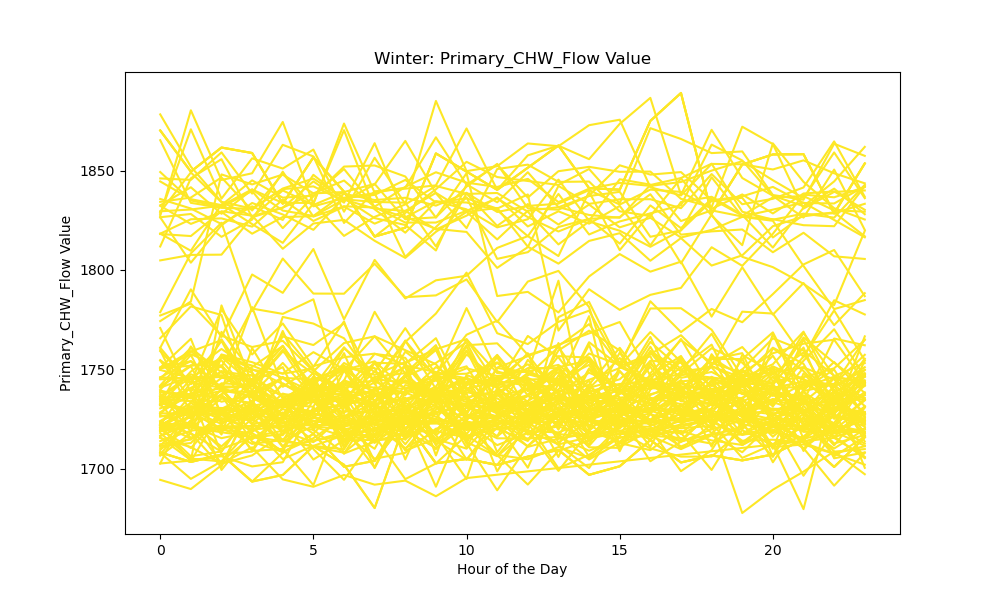 Winter: Primary_CHW_Flow Value
Primary_CHW_Flow Value
1850
1800
1750
1700
0 5 10 15 20
Hour of the Day